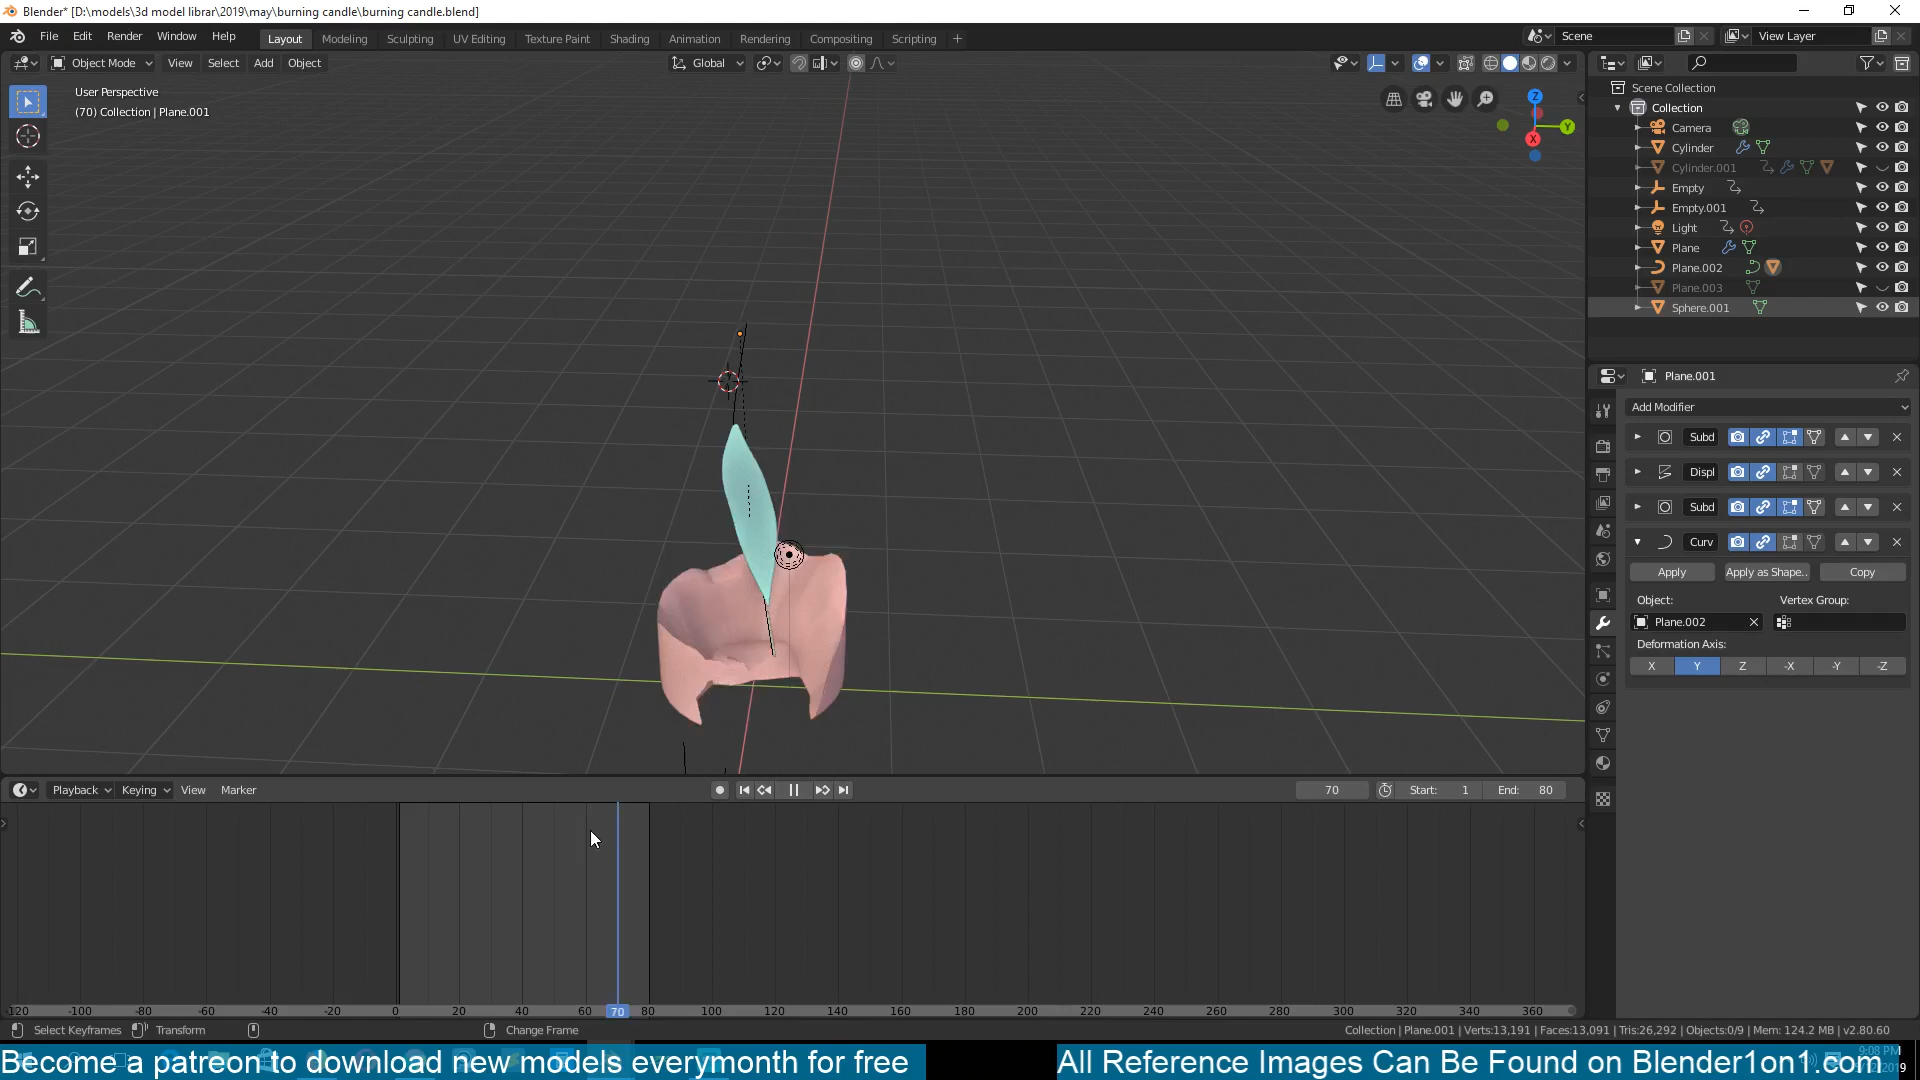 Blender* [D:\models\3d model librar\2019\may\burning candle\burning candle.blend]
File Edit Render Window Help Layout Modeling Sculpting UV Editing Texture Paint Shading Animation Rendering Compositing Scripting + Scene View Layer
Object Mode View Select Add Object Global
User Perspective
(70) Collection | Plane.001
Z
Y
X
Scene Collection
Collection
Camera
Cylinder
Cylinder.001
Empty
Empty.001
Light
Plane
Plane.002
Plane.003
Sphere.001
Plane.001
Add Modifier
Subd
Displ
Subd
Curv
Apply Apply as Shape.. Copy
Object: Vertex Group:
Plane.002
Deformation Axis:
X Y Z -X -Y -Z
Playback Keying View Marker 70 Start: 1 End: 80
-120 -100 -80 -60 -40 -20 0 20 40 60 70 80 100 120 140 160 180 200 220 240 260 280 300 320 340 360
Select Keyframes Transform Change Frame Collection | Plane.001 | Verts:13,191 | Faces:13,091 | Tris:26,292 | Objects:0/9 | Mem: 124.2 MB | v2.80.60
Become a patreon to download new models everymonth for free All Reference Images Can Be Found on Blender1on1.com
9:08 PM